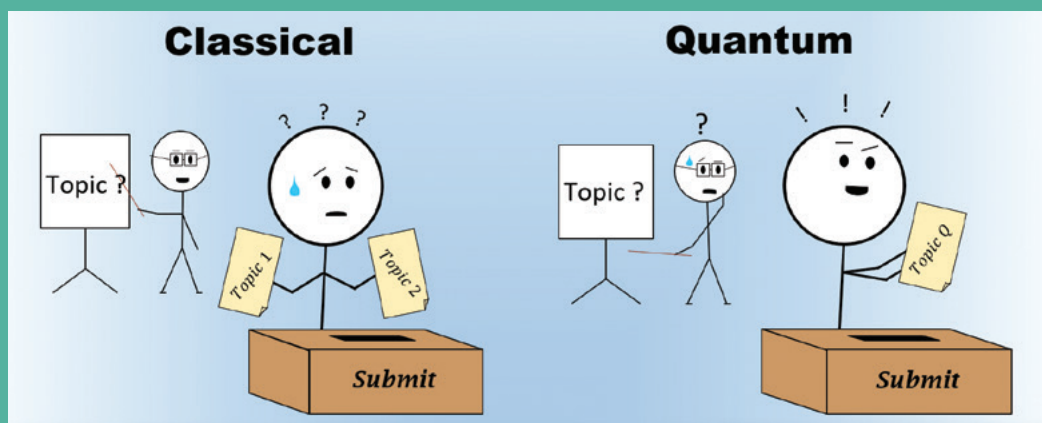 Classical
Quantum
? ? ?
Topic ?
Topic 1
Topic 2
Submit
?
! ! !
Topic ?
Topic Q
Submit